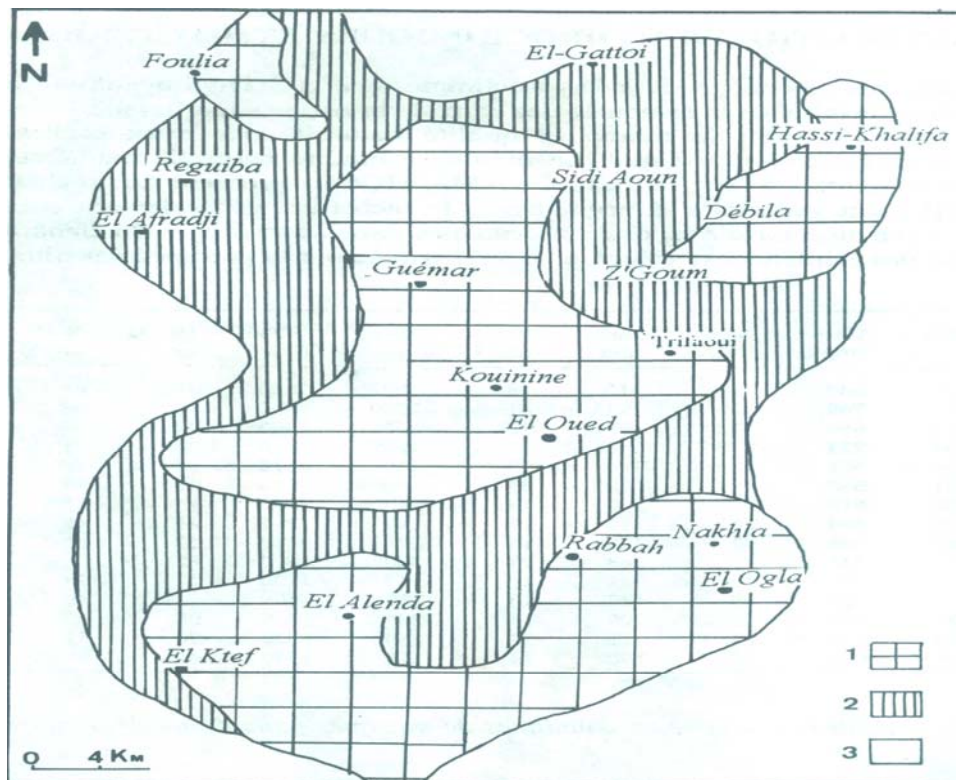 N
Foulia
El-Gattoi
Hassi-Khalifa
Reguiba
Sidi Aoun
El Afradji
Débila
Guémar
Z'Goum
Trifaoui
Kouinine
El Oued
Nakhla
Rabbah
El Ogla
El Alenda
El Ktef
1
2
3
0 4 Km